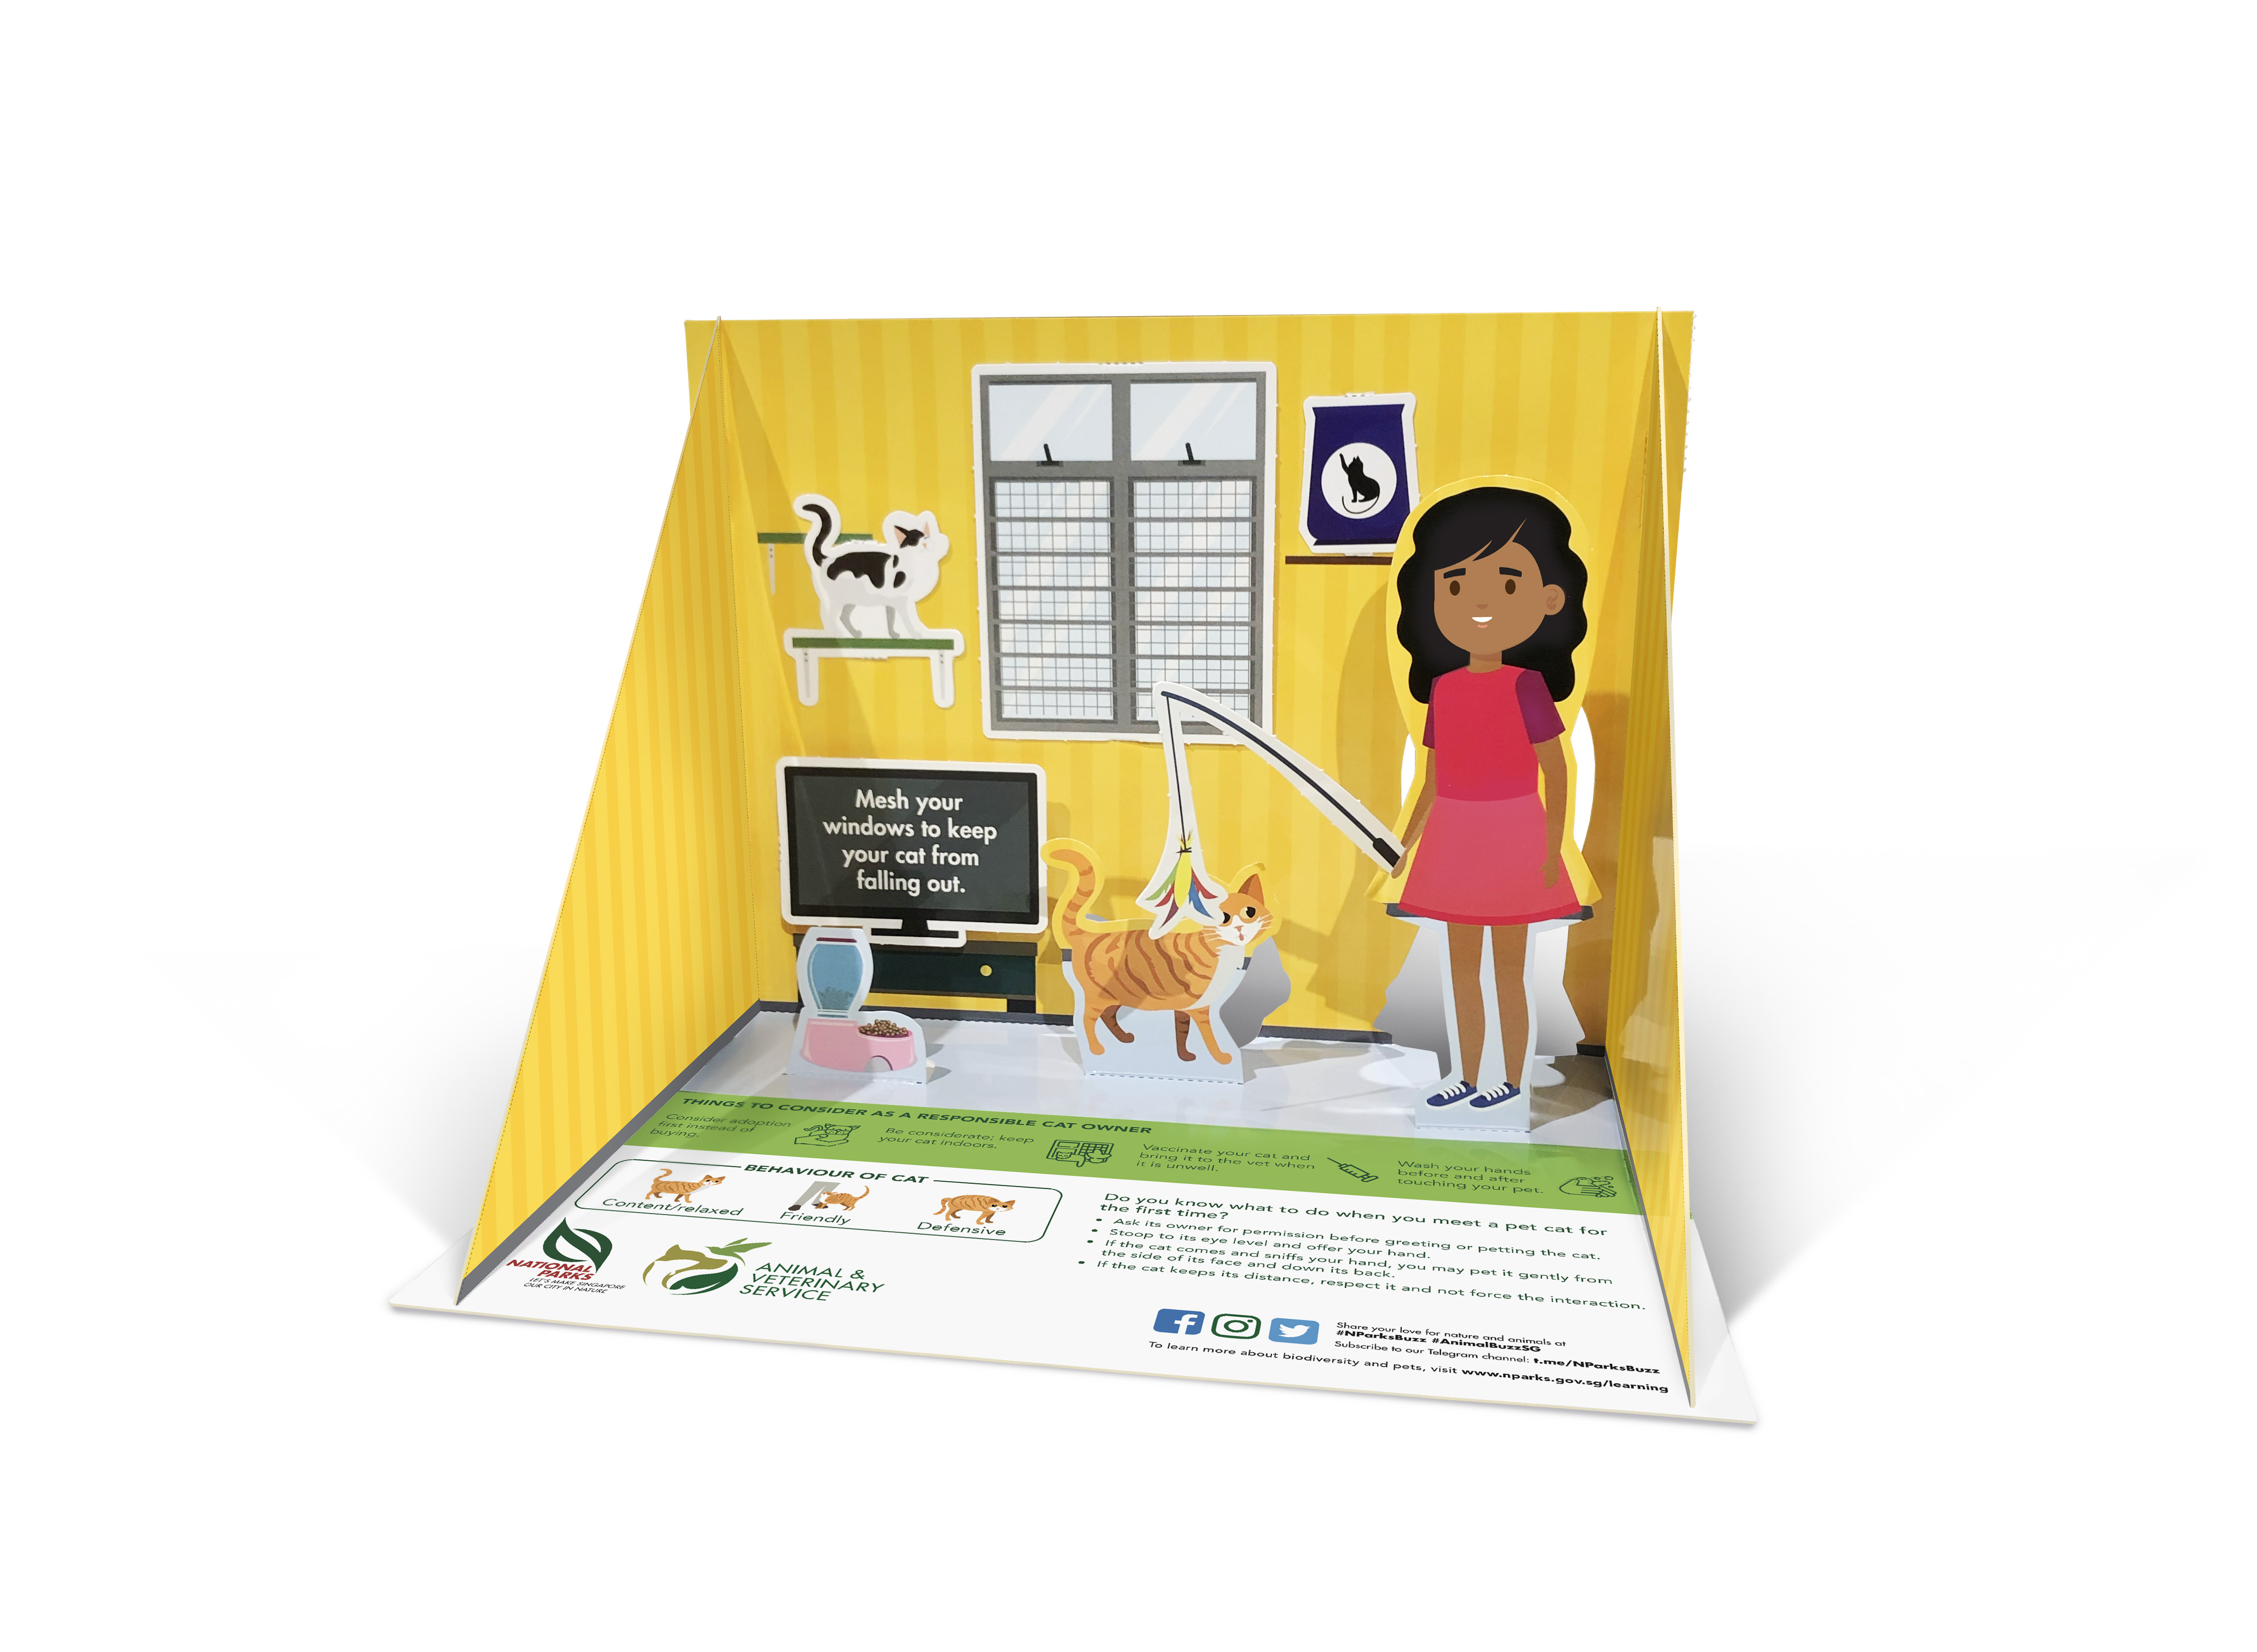 Mesh your
windows to keep
your cat from
falling out.
THINGS TO CONSIDER AS A RESPONSIBLE CAT OWNER
Consider adoption
first instead of
buying.
Be considerate; keep
your cat indoors.
Vaccinate your cat and
bring it to the vet when
it is unwell.
Wash your hands
before and after
touching your pet.
BEHAVIOUR OF CAT
Content/relaxed
Friendly
Defensive
Do you know what to do when you meet a pet cat for
the first time?
• Ask its owner for permission before greeting or petting the cat.
• Stoop to its eye level and offer your hand.
• If the cat comes and sniffs your hand, you may pet it gently from
the side of its face and down its back.
• If the cat keeps its distance, respect it and not force the interaction.
NATIONAL
PARKS
LET'S MAKE SINGAPORE
OUR CITY IN NATURE
ANIMAL &
VETERINARY
SERVICE
Share your love for nature and animals at
#NParksBuzz #AnimalBuzzSG
Subscribe to our Telegram channel: t.me/NParksBuzz
To learn more about biodiversity and pets, visit www.nparks.gov.sg/learning